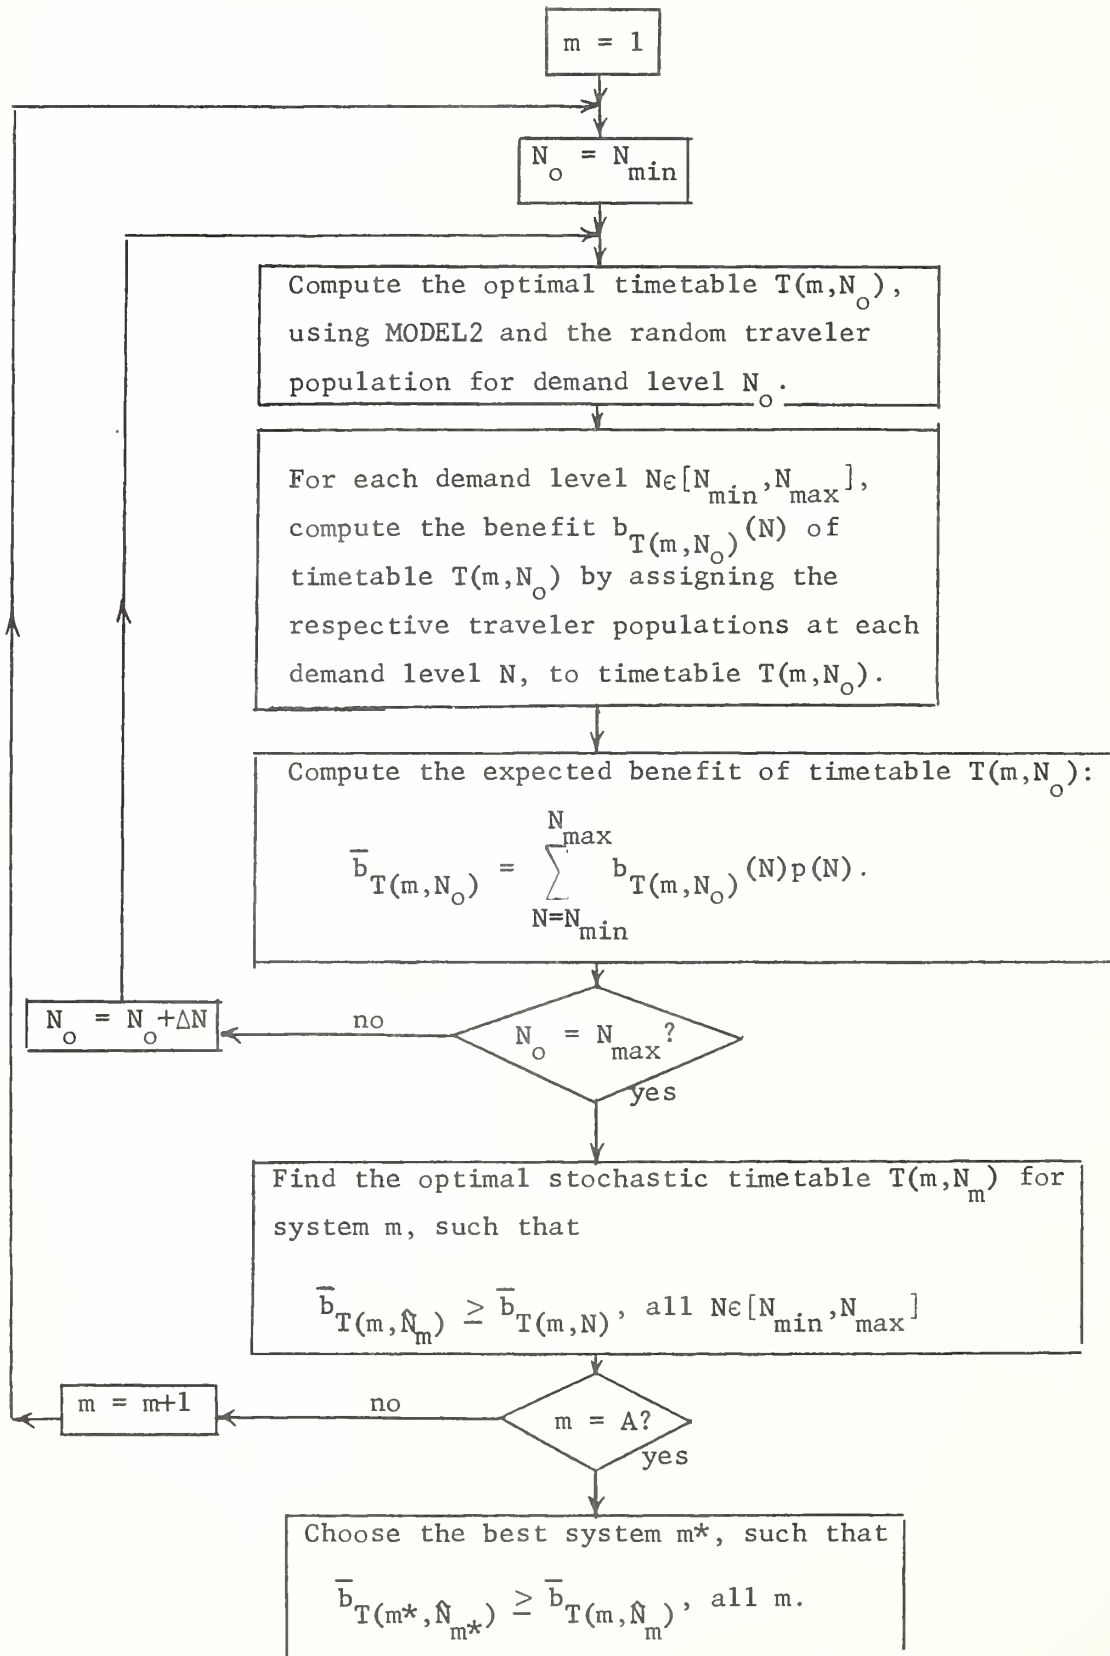 m = 1
N_o = N_min
Compute the optimal timetable T(m,N_o),
using MODEL2 and the random traveler
population for demand level N_o.
For each demand level Nϵ[N_min,N_max],
compute the benefit b_T(m,N_o)(N) of
timetable T(m,N_o) by assigning the
respective traveler populations at each
demand level N, to timetable T(m,N_o).
Compute the expected benefit of timetable T(m,N_o):
N_max
b̄_T(m,N_o) = ∑ b_T(m,N_o)(N)p(N).
N=N_min
N_o = N_o+ΔN
no
N_o = N_max?
yes
Find the optimal stochastic timetable T(m,N_m) for
system m, such that
b̄_T(m,N̂_m) ≥ b̄_T(m,N), all Nϵ[N_min,N_max]
m = m+1
no
m = A?
yes
Choose the best system m*, such that
b̄_T(m*,N̂_m*) ≥ b̄_T(m,N̂_m), all m.